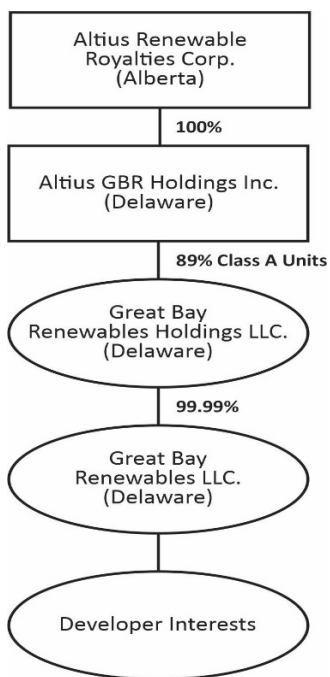 Altius Renewable
Royalties Corp.
(Alberta)
100%
Altius GBR Holdings Inc.
(Delaware)
89% Class A Units
Great Bay
Renewables Holdings LLC.
(Delaware)
99.99%
Great Bay
Renewables LLC.
(Delaware)
Developer Interests